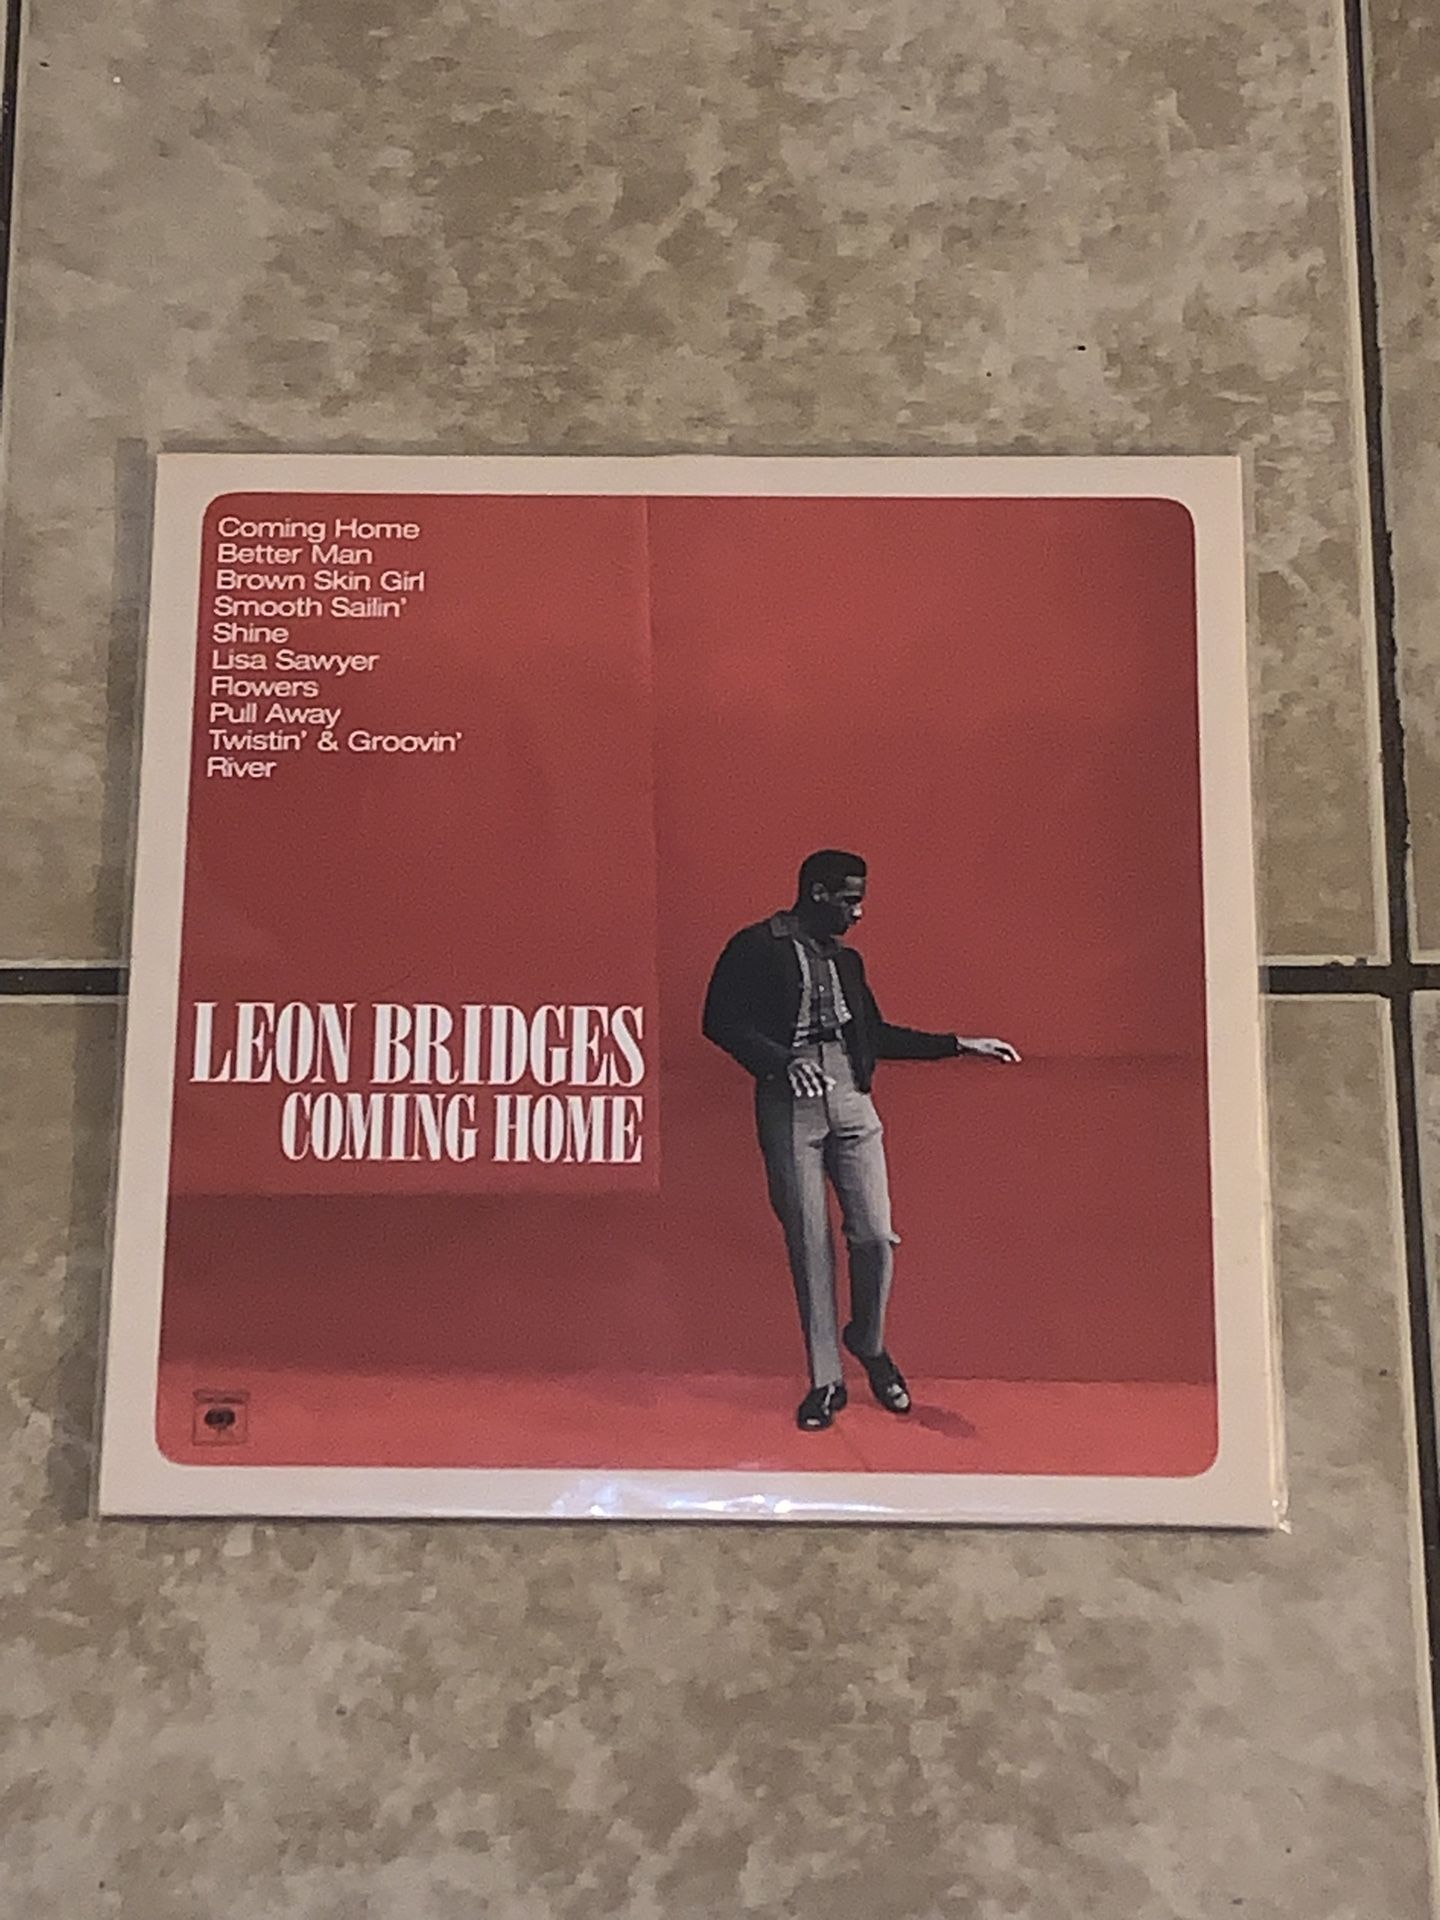 Coming Home
Better Man
Brown Skin Girl
Smooth Sailin'
Shine
Lisa Sawyer
Flowers
Pull Away
Twistin' & Groovin'
River
LEON BRIDGES
COMING HOME